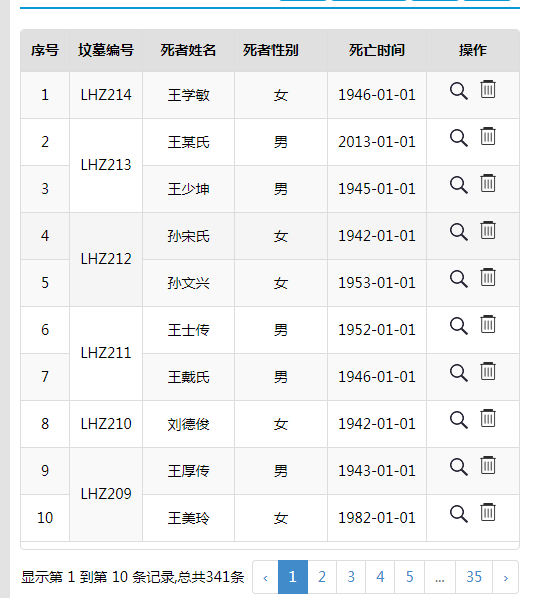 序号 坟墓编号 死者姓名 死者性别 死亡时间 操作
1 LHZ214 王学敏 女 1946-01-01
2 LHZ213 王某氏 男 2013-01-01
3 王少坤 男 1945-01-01
4 LHZ212 孙宋氏 女 1942-01-01
5 孙文兴 女 1953-01-01
6 LHZ211 王士传 男 1952-01-01
7 王戴氏 男 1946-01-01
8 LHZ210 刘德俊 女 1942-01-01
9 LHZ209 王厚传 男 1943-01-01
10 王美玲 女 1982-01-01
显示第 1 到第 10 条记录,总共341条 ‹ 1 2 3 4 5 ... 35 ›